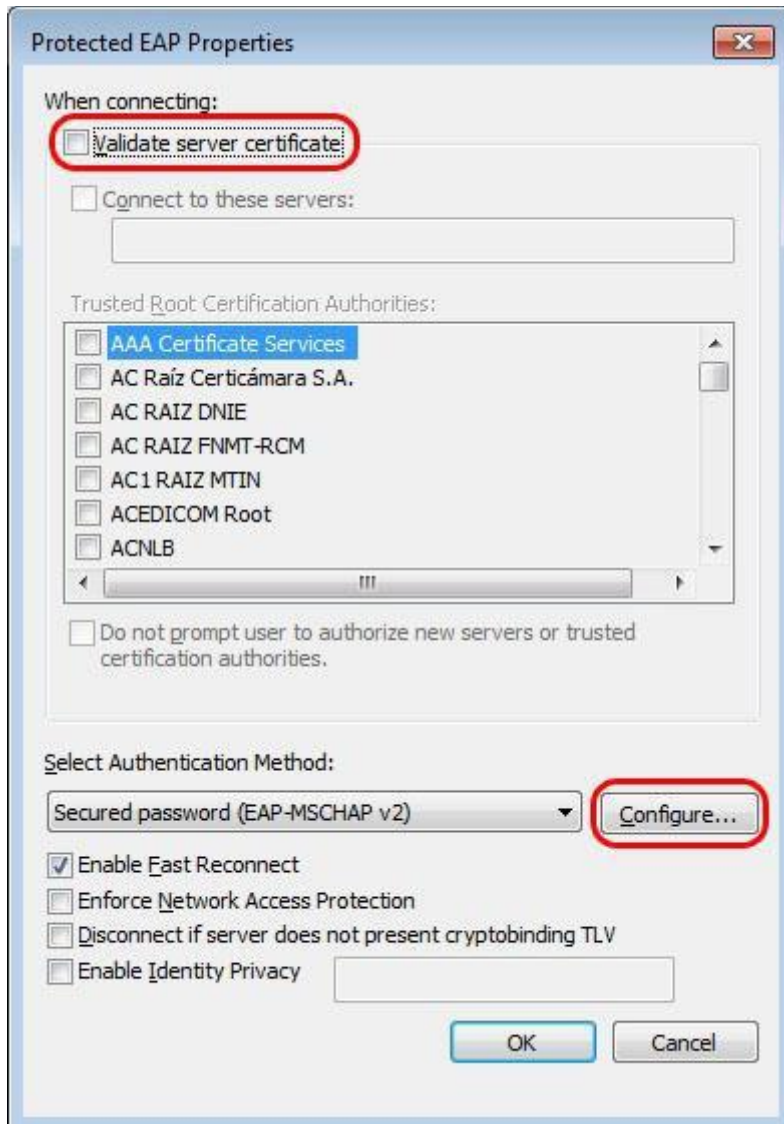 Protected EAP Properties
When connecting:
Validate server certificate
Connect to these servers:
Trusted Root Certification Authorities:
AAA Certificate Services
AC Raíz Certicámara S.A.
AC RAIZ DNIE
AC RAIZ FNMT-RCM
AC1 RAIZ MTIN
ACEDICOM Root
ACNLB
Do not prompt user to authorize new servers or trusted
certification authorities.
Select Authentication Method:
Secured password (EAP-MSCHAP v2)
Configure...
Enable Fast Reconnect
Enforce Network Access Protection
Disconnect if server does not present cryptobinding TLV
Enable Identity Privacy
OK
Cancel